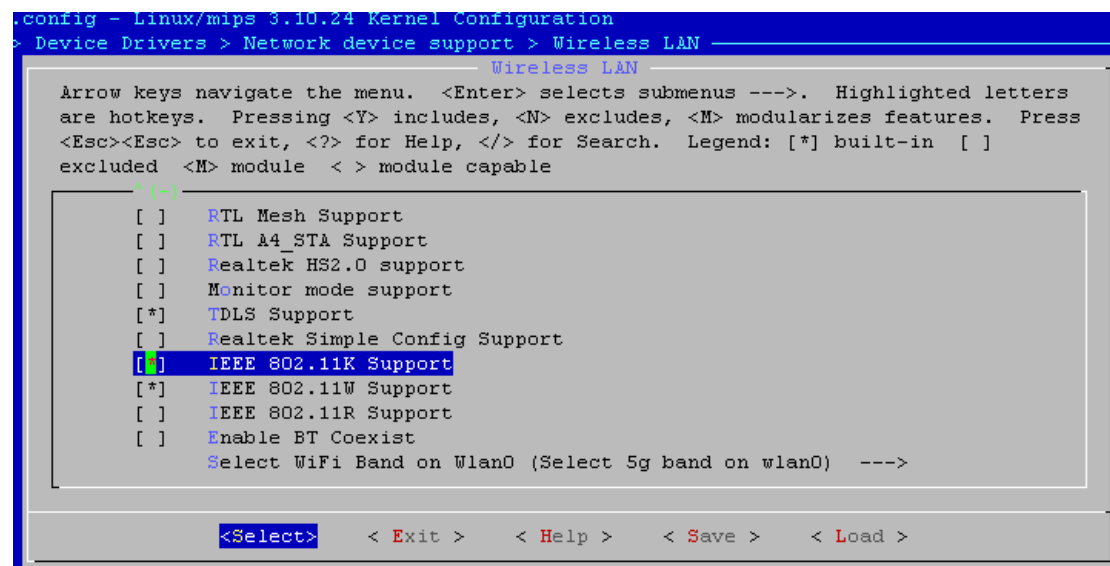 .config - Linux/mips 3.10.24 Kernel Configuration
> Device Drivers > Network device support > Wireless LAN
Wireless LAN
Arrow keys navigate the menu.  <Enter> selects submenus --->.  Highlighted letters
are hotkeys.  Pressing <Y> includes, <N> excludes, <M> modularizes features.  Press
<Esc><Esc> to exit, <?> for Help, </> for Search.  Legend: [*] built-in  [ ]
excluded  <M> module  < > module capable
^(-)
[ ]   RTL Mesh Support
[ ]   RTL A4_STA Support
[ ]   Realtek HS2.0 support
[ ]   Monitor mode support
[*]   TDLS Support
[ ]   Realtek Simple Config Support
[*]   IEEE 802.11K Support
[*]   IEEE 802.11W Support
[ ]   IEEE 802.11R Support
[ ]   Enable BT Coexist
Select WiFi Band on Wlan0 (Select 5g band on wlan0)  --->
<Select>    < Exit >    < Help >    < Save >    < Load >